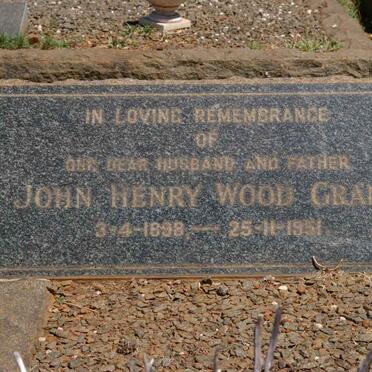 IN LOVING REMEMBRANCE
OF
OUR DEAR HUSBAND AND FATHER
JOHN HENRY WOOD
3-4-1898 — 25-11-1951.